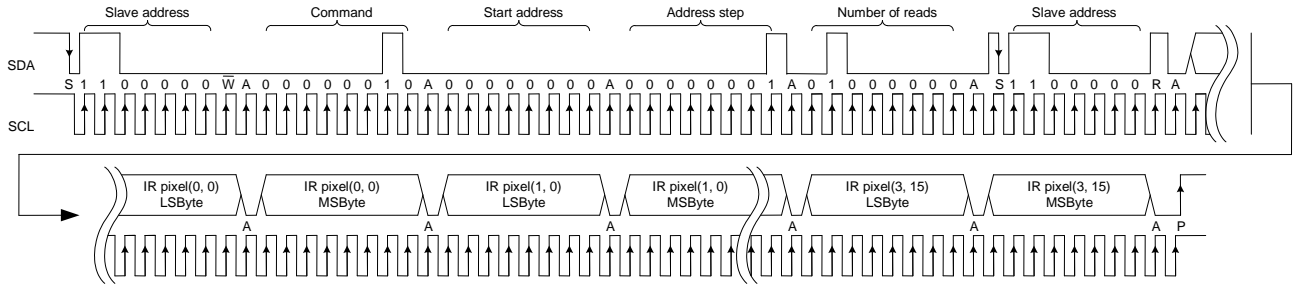 Slave address Command Start address Address step Number of reads Slave address
SDA
S 1 1 0 0 0 0 0 W̅ A 0 0 0 0 0 0 1 0 A 0 0 0 0 0 0 0 0 A 0 0 0 0 0 0 0 1 A 0 1 0 0 0 0 0 0 A S 1 1 0 0 0 0 0 R A
SCL
IR pixel(0, 0) IR pixel(0, 0) IR pixel(1, 0) IR pixel(1, 0) IR pixel(3, 15) IR pixel(3, 15)
LSByte MSByte LSByte MSByte LSByte MSByte
A A A A A A P